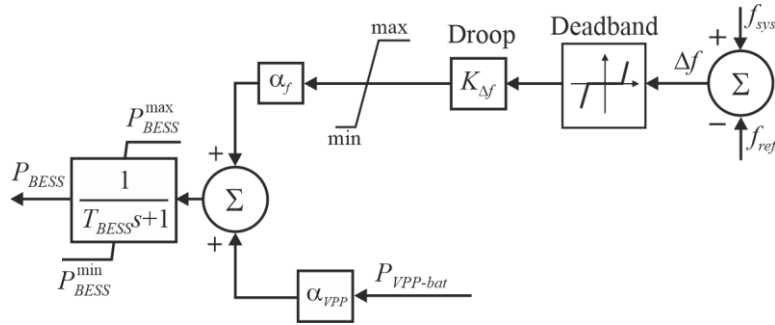 Droop
Deadband
f_sys
+
Δf
Σ
−
f_ref
max
min
α_f
K_Δf
P_BESS^max
P_BESS
1
T_BESS s+1
P_BESS^min
+
Σ
+
α_VPP
P_VPP-bat